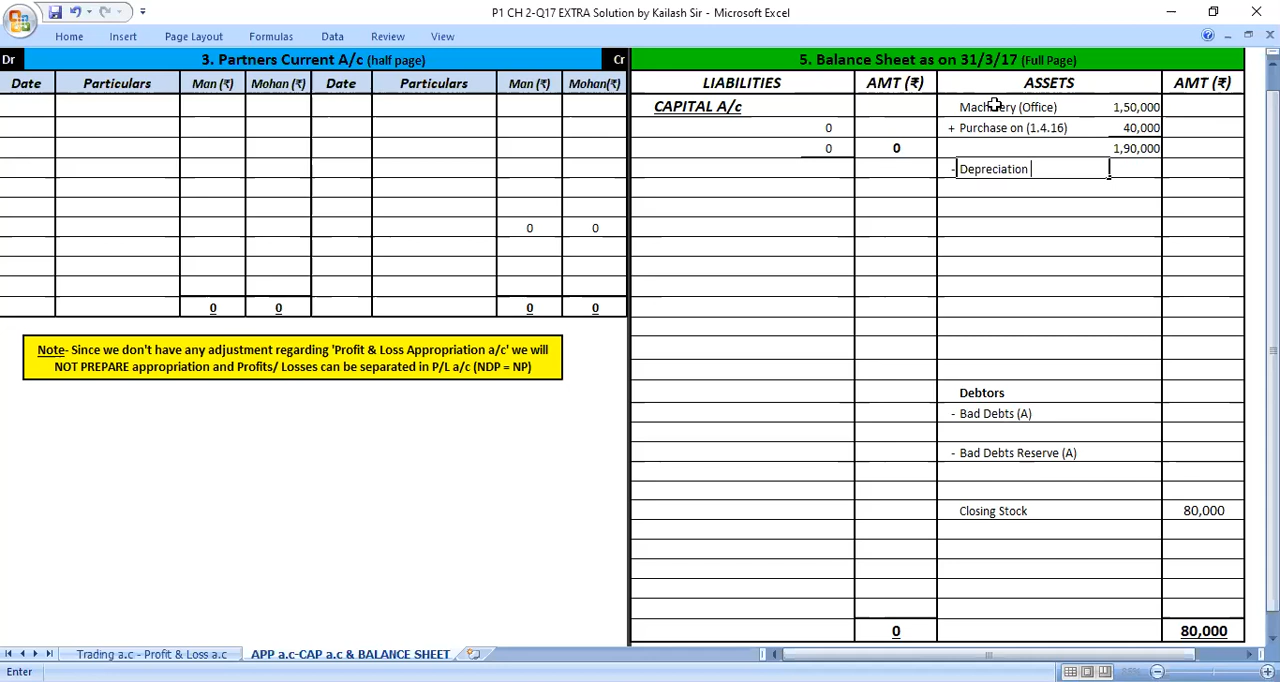 P1 CH 2-Q17 EXTRA Solution by Kailash Sir - Microsoft Excel
Home Insert Page Layout Formulas Data Review View
Dr 3. Partners Current A/c (half page) Cr
Date Particulars Man (₹) Mohan (₹) Date Particulars Man (₹) Mohan(₹)
0 0
0 0 0 0
Note- Since we don't have any adjustment regarding 'Profit & Loss Appropriation a/c' we will
NOT PREPARE appropriation and Profits/ Losses can be separated in P/L a/c (NDP = NP)
5. Balance Sheet as on 31/3/17 (Full Page)
LIABILITIES AMT (₹) ASSETS AMT (₹)
CAPITAL A/c Machinery (Office) 1,50,000
0 + Purchase on (1.4.16) 40,000
0 0 1,90,000
- Depreciation
Debtors
- Bad Debts (A)
- Bad Debts Reserve (A)
Closing Stock 80,000
0 80,000
Trading a.c - Profit & Loss a.c APP a.c-CAP a.c & BALANCE SHEET
Enter